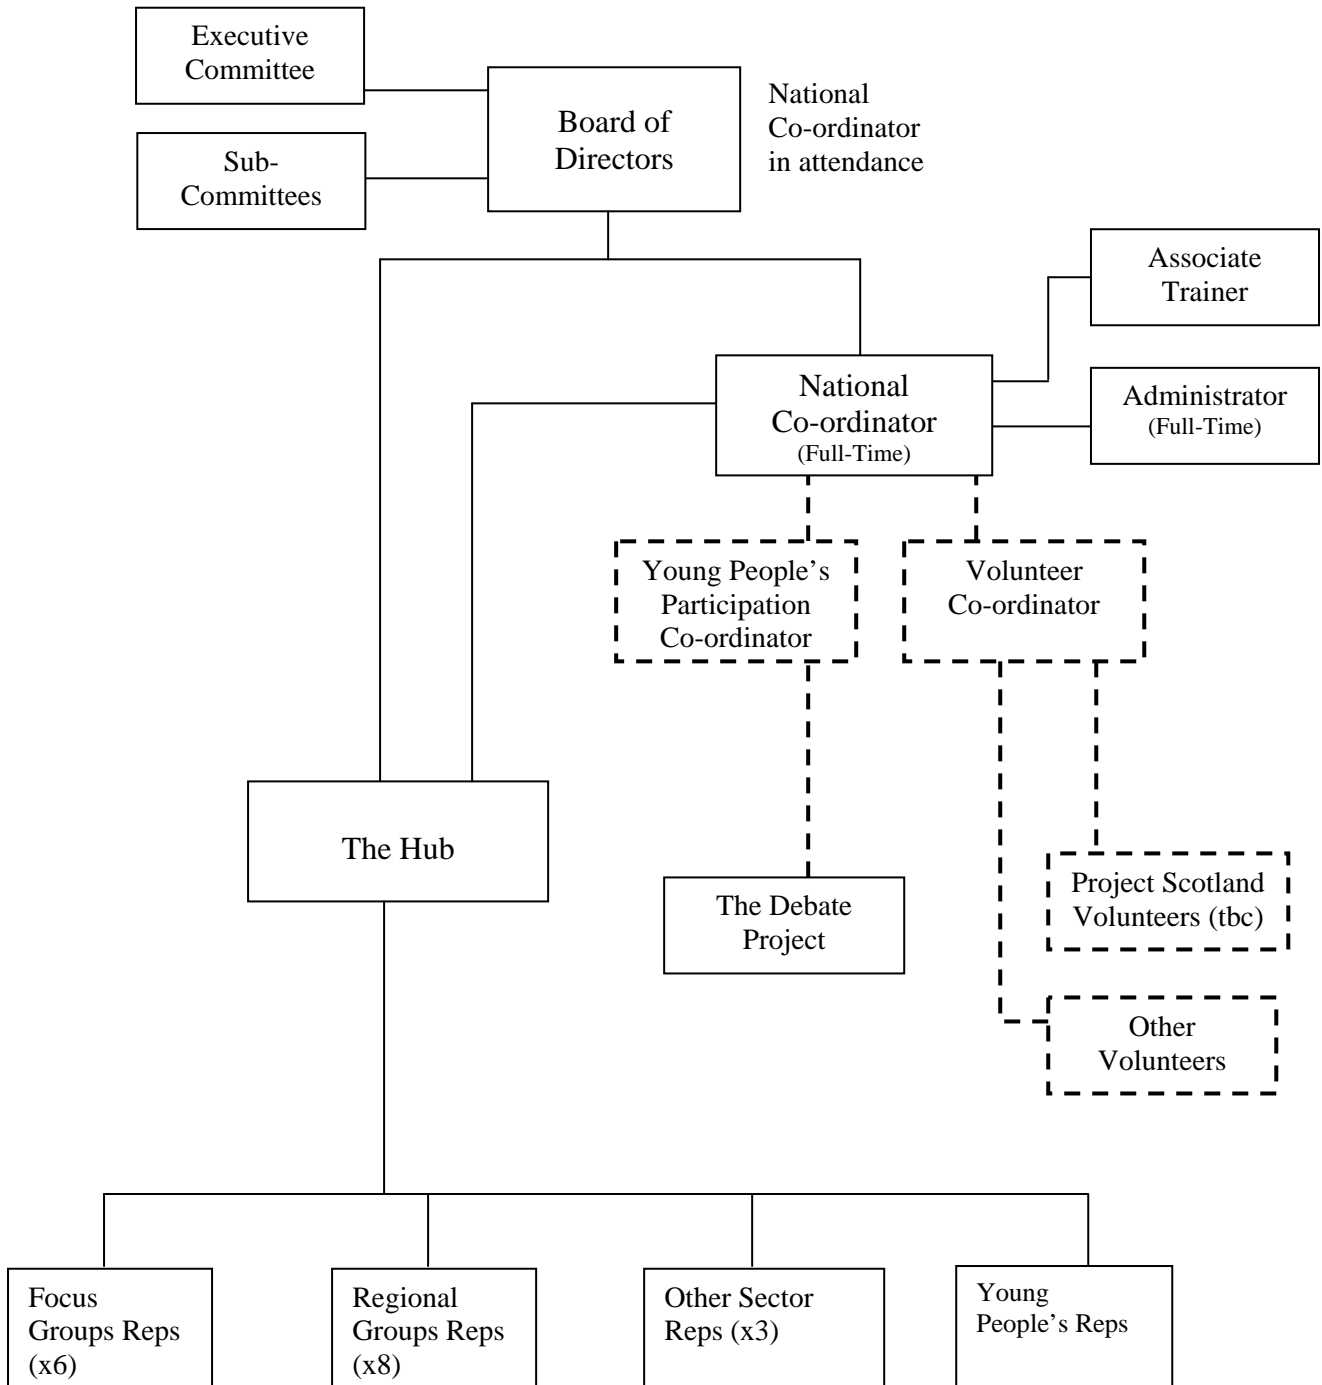 Executive
Committee
Board of
Directors
National
Co-ordinator
in attendance
Sub-
Committees
Associate
Trainer
National
Co-ordinator
(Full-Time)
Administrator
(Full-Time)
Young People’s
Participation
Co-ordinator
Volunteer
Co-ordinator
The Hub
The Debate
Project
Project Scotland
Volunteers (tbc)
Other
Volunteers
Focus
Groups Reps
(x6)
Regional
Groups Reps
(x8)
Other Sector
Reps (x3)
Young
People’s Reps